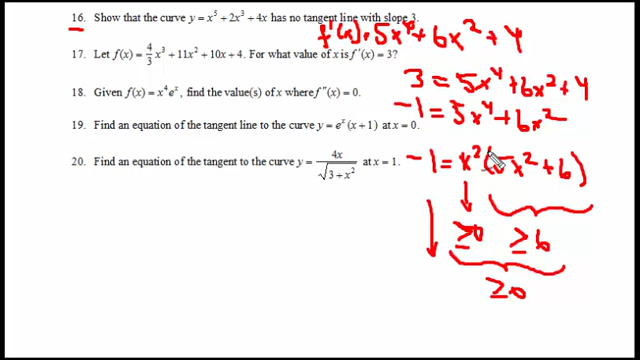 16. Show that the curve y = x⁵ + 2x³ + 4x has no tangent line with slope 3.
f'(x) = 5x⁴ + 6x² + 4
17. Let f(x) = 4/3 x³ + 11x² + 10x + 4. For what value of x is f'(x) = 3?
3 = 5x⁴ + 6x² + 4
18. Given f(x) = x⁴eˣ, find the value(s) of x where f''(x) = 0.
-1 = 5x⁴ + 6x²
19. Find an equation of the tangent line to the curve y = eˣ(x+1) at x = 0.
20. Find an equation of the tangent to the curve y = 4x/√(3 + x²) at x = 1.
-1 = x²(5x² + 6)
≥0 ≥6
≥0